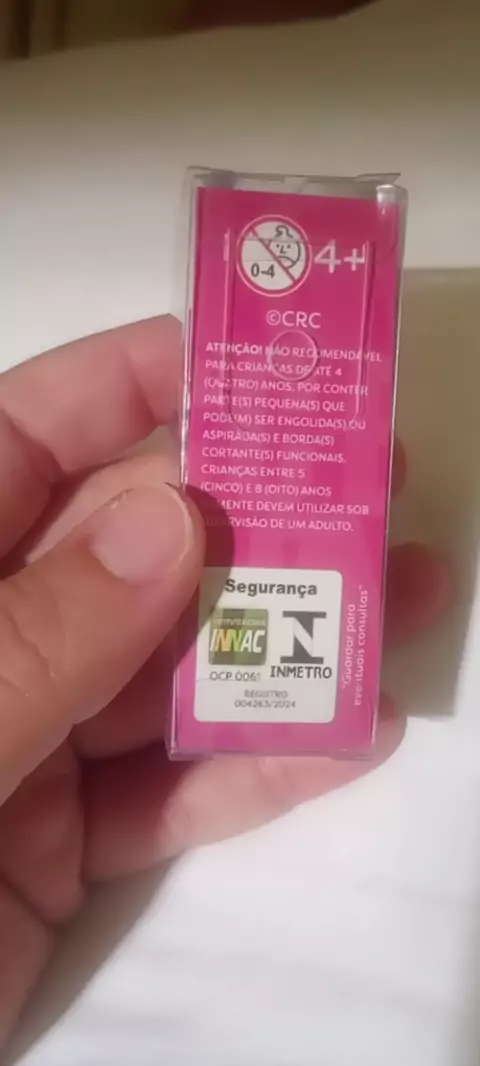 0-4
4+
©CRC
ATENÇÃO! NÃO RECOMENDÁVEL
PARA CRIANÇAS DE ATÉ 4
(QUATRO) ANOS, POR CONTER
PARTE(S) PEQUENA(S) QUE
PODE(M) SER ENGOLIDA(S) OU
ASPIRADA(S) E BORDA(S)
CORTANTE(S) FUNCIONAIS.
CRIANÇAS ENTRE 5
(CINCO) E 8 (OITO) ANOS
SOMENTE DEVEM UTILIZAR SOB
SUPERVISÃO DE UM ADULTO.
Segurança
INNAC
INMETRO
OCP 0061
REGISTRO
004263/2024
"Guardar para
eventuais consultas"